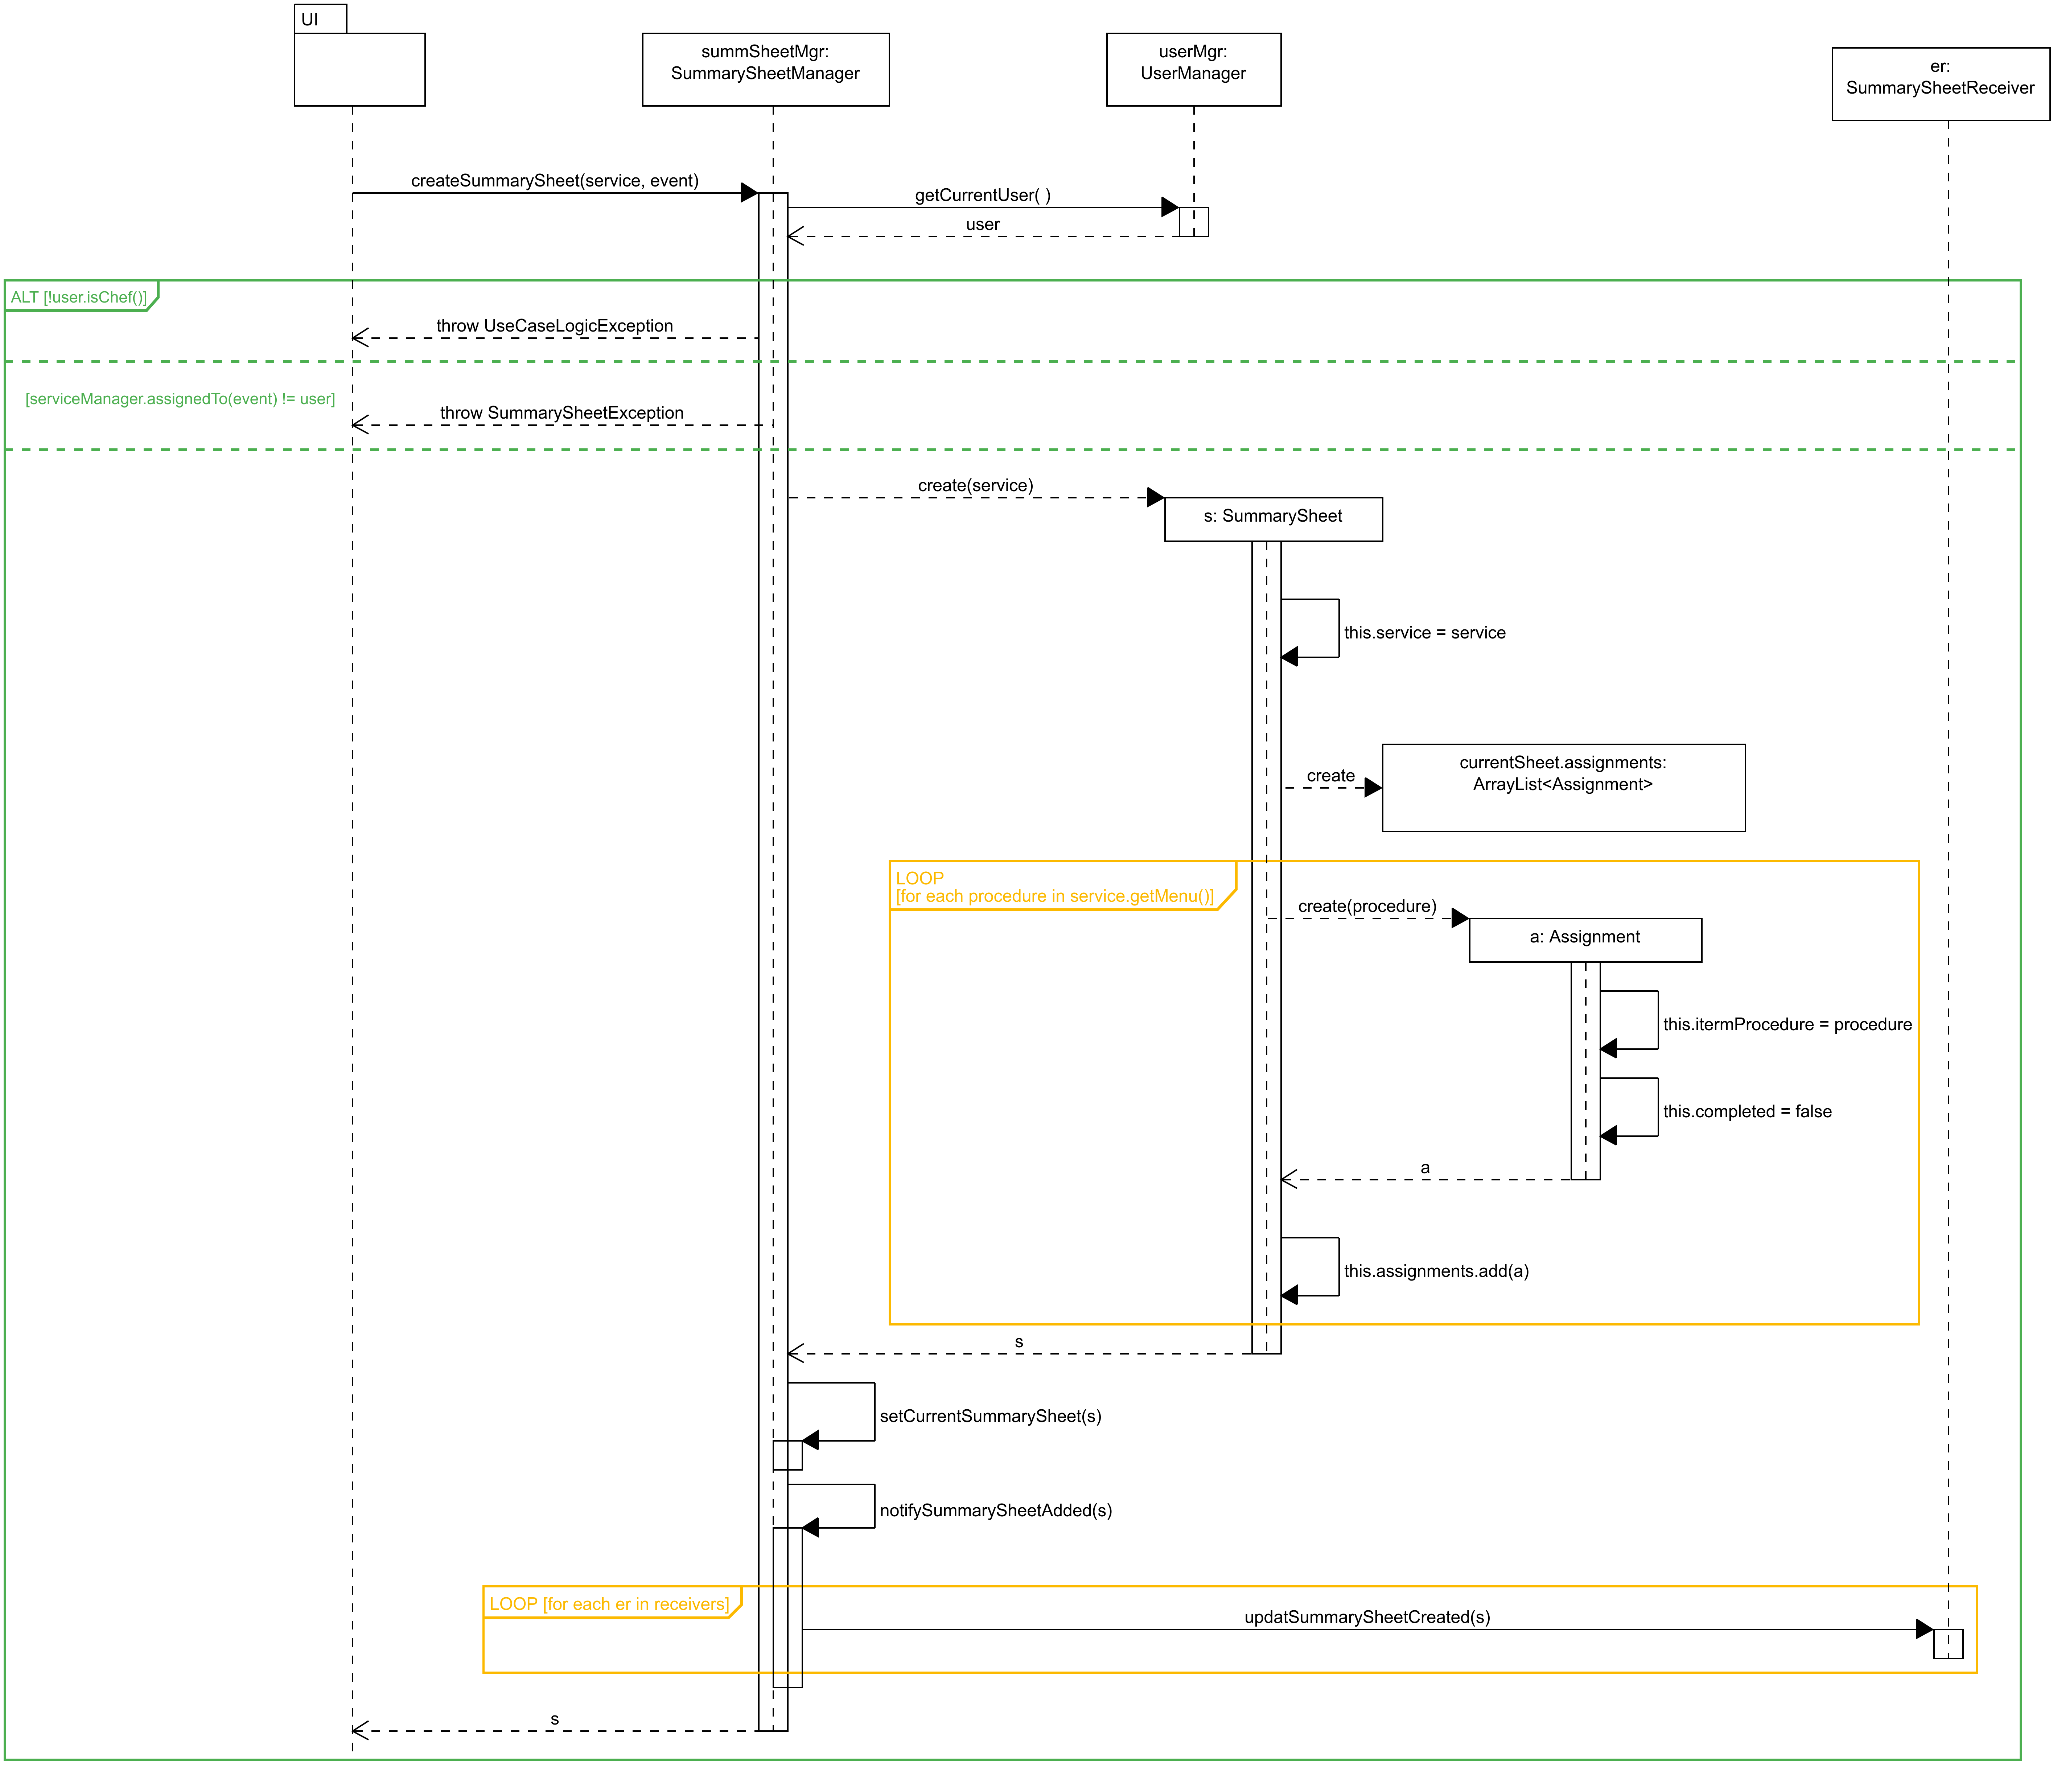 UI
summSheetMgr:
SummarySheetManager
userMgr:
UserManager
er:
SummarySheetReceiver
createSummarySheet(service, event)
getCurrentUser( )
user
ALT [!user.isChef()]
throw UseCaseLogicException
[serviceManager.assignedTo(event) != user]
throw SummarySheetException
create(service)
s: SummarySheet
this.service = service
currentSheet.assignments:
ArrayList<Assignment>
create
LOOP
[for each procedure in service.getMenu()]
create(procedure)
a: Assignment
this.itermProcedure = procedure
this.completed = false
a
this.assignments.add(a)
s
setCurrentSummarySheet(s)
notifySummarySheetAdded(s)
LOOP [for each er in receivers]
updatSummarySheetCreated(s)
s